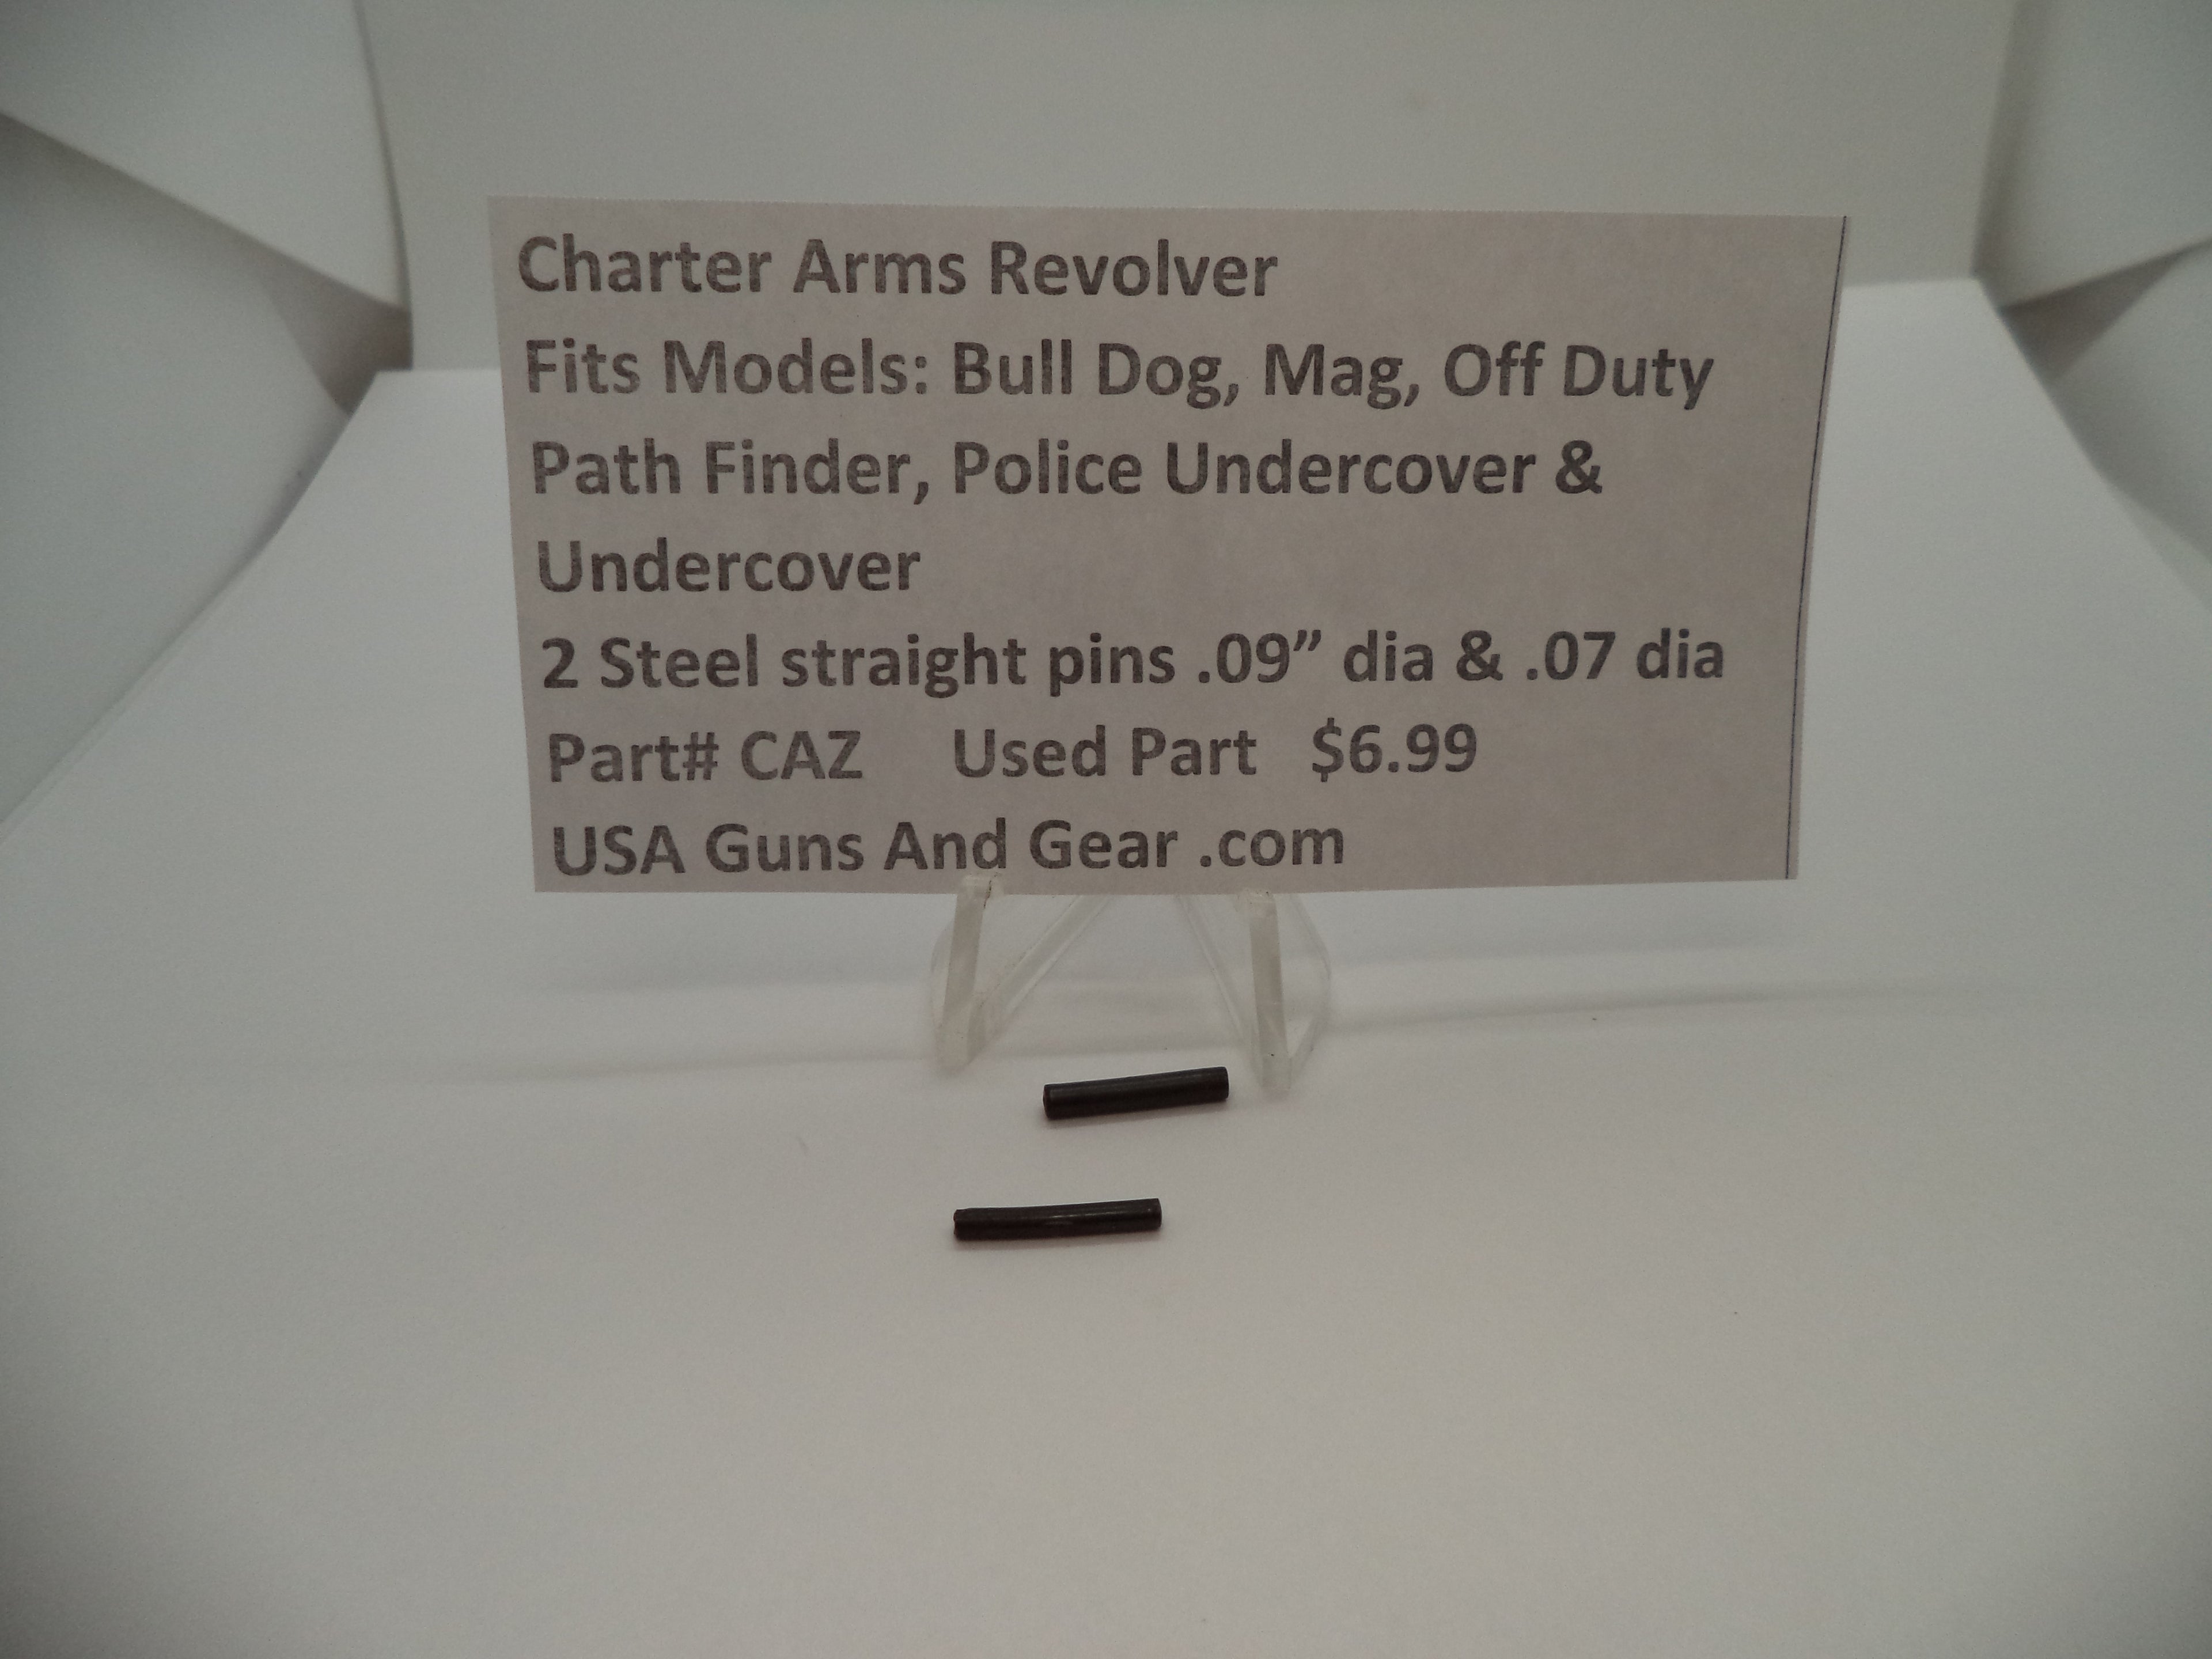 Charter Arms Revolver
Fits Models: Bull Dog, Mag, Off Duty
Path Finder, Police Undercover &
Undercover
2 Steel straight pins .09” dia & .07 dia
Part# CAZ Used Part $6.99
USA Guns And Gear .com